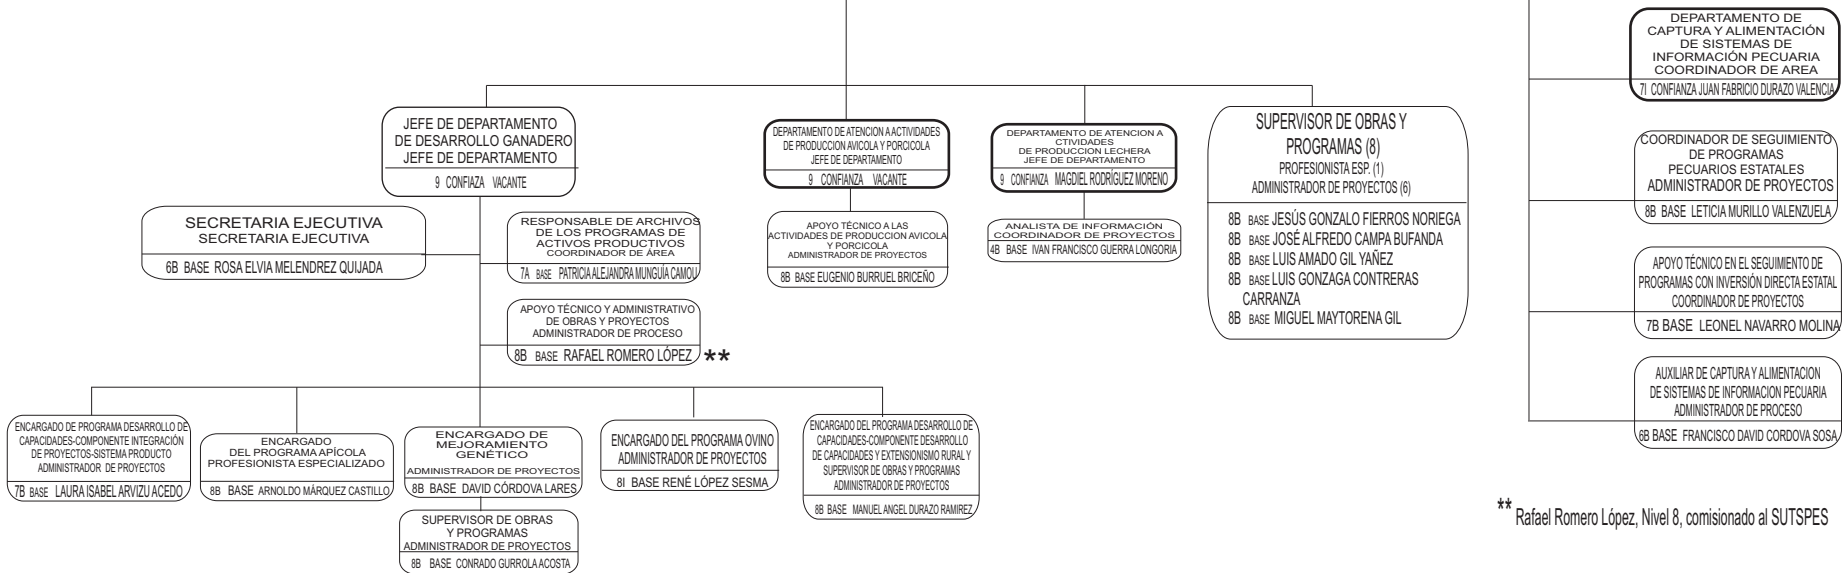 DEPARTAMENTO DE
CAPTURA Y ALIMENTACIÓN
DE SISTEMAS DE
INFORMACIÓN PECUARIA
COORDINADOR DE AREA
7I CONFIANZA JUAN FABRICIO DURAZO VALENCIA
JEFE DE DEPARTAMENTO
DE DESARROLLO GANADERO
JEFE DE DEPARTAMENTO
9 CONFIAZA VACANTE
DEPARTAMENTO DE ATENCION A ACTIVIDADES
DE PRODUCCION AVICOLA Y PORCICOLA
JEFE DE DEPARTAMENTO
9 CONFIANZA VACANTE
DEPARTAMENTO DE ATENCION A
CTIVIDADES
DE PRODUCCION LECHERA
JEFE DE DEPARTAMENTO
9 CONFIANZA MAGDIEL RODRÍGUEZ MORENO
SUPERVISOR DE OBRAS Y
PROGRAMAS (8)
PROFESIONISTA ESP. (1)
ADMINISTRADOR DE PROYECTOS (6)
8B BASE JESÚS GONZALO FIERROS NORIEGA
8B BASE JOSÉ ALFREDO CAMPA BUFANDA
8B BASE LUIS AMADO GIL YAÑEZ
8B BASE LUIS GONZAGA CONTRERAS
CARRANZA
8B BASE MIGUEL MAYTORENA GIL
COORDINADOR DE SEGUIMIENTO
DE PROGRAMAS
PECUARIOS ESTATALES
ADMINISTRADOR DE PROYECTOS
8B BASE LETICIA MURILLO VALENZUELA
SECRETARIA EJECUTIVA
SECRETARIA EJECUTIVA
6B BASE ROSA ELVIA MELENDREZ QUIJADA
RESPONSABLE DE ARCHIVOS
DE LOS PROGRAMAS DE
ACTIVOS PRODUCTIVOS
COORDINADOR DE ÁREA
7A BASE PATRICIA ALEJANDRA MUNGUÍA CAMOU
APOYO TÉCNICO A LAS
ACTIVIDADES DE PRODUCCION AVICOLA
Y PORCICOLA
ADMINISTRADOR DE PROYECTOS
8B BASE EUGENIO BURRUEL BRICEÑO
ANALISTA DE INFORMACIÓN
COORDINADOR DE PROYECTOS
4B BASE IVAN FRANCISCO GUERRA LONGORIA
APOYO TÉCNICO EN EL SEGUIMIENTO DE
PROGRAMAS CON INVERSIÓN DIRECTA ESTATAL
COORDINADOR DE PROYECTOS
7B BASE LEONEL NAVARRO MOLINA
APOYO TÉCNICO Y ADMINISTRATIVO
DE OBRAS Y PROYECTOS
ADMINISTRADOR DE PROCESO
8B BASE RAFAEL ROMERO LÓPEZ **
AUXILIAR DE CAPTURA Y ALIMENTACION
DE SISTEMAS DE INFORMACION PECUARIA
ADMINISTRADOR DE PROCESO
6B BASE FRANCISCO DAVID CORDOVA SOSA
ENCARGADO DE PROGRAMA DESARROLLO DE
CAPACIDADES-COMPONENTE INTEGRACIÓN
DE PROYECTOS-SISTEMA PRODUCTO
ADMINISTRADOR DE PROYECTOS
7B BASE LAURA ISABEL ARVIZU ACEDO
ENCARGADO
DEL PROGRAMA APÍCOLA
PROFESIONISTA ESPECIALIZADO
8B BASE ARNOLDO MÁRQUEZ CASTILLO
ENCARGADO DE
MEJORAMIENTO
GENÉTICO
ADMINISTRADOR DE PROYECTOS
8B BASE DAVID CÓRDOVA LARES
ENCARGADO DEL PROGRAMA OVINO
ADMINISTRADOR DE PROYECTOS
8I BASE RENÉ LÓPEZ SESMA
ENCARGADO DEL PROGRAMA DESARROLLO DE
CAPACIDADES-COMPONENTE DESARROLLO
DE CAPACIDADES Y EXTENSIONISMO RURAL Y
SUPERVISOR DE OBRAS Y PROGRAMAS
ADMINISTRADOR DE PROYECTOS
8B BASE MANUEL ANGEL DURAZO RAMIREZ
SUPERVISOR DE OBRAS
Y PROGRAMAS
ADMINISTRADOR DE PROYECTOS
8B BASE CONRADO GURROLA ACOSTA
** Rafael Romero López, Nivel 8, comisionado al SUTSPES